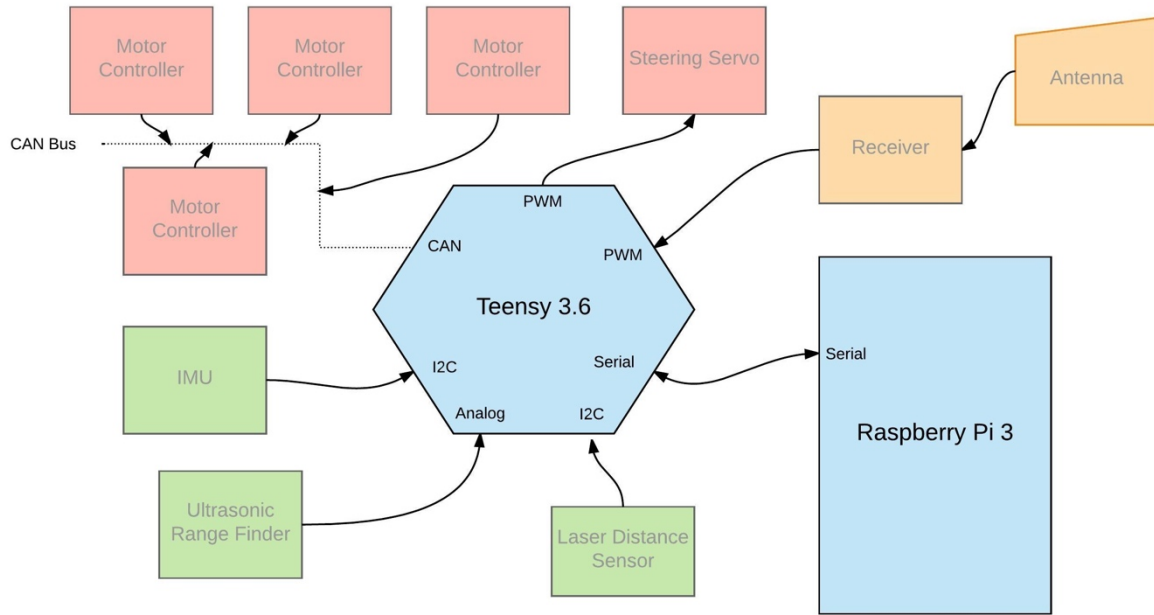 Motor
Controller
Motor
Controller
Motor
Controller
Steering Servo
Antenna
Receiver
CAN Bus
Motor
Controller
PWM
CAN
PWM
Teensy 3.6
Serial
Serial
IMU
I2C
Analog
I2C
Raspberry Pi 3
Ultrasonic
Range Finder
Laser Distance
Sensor